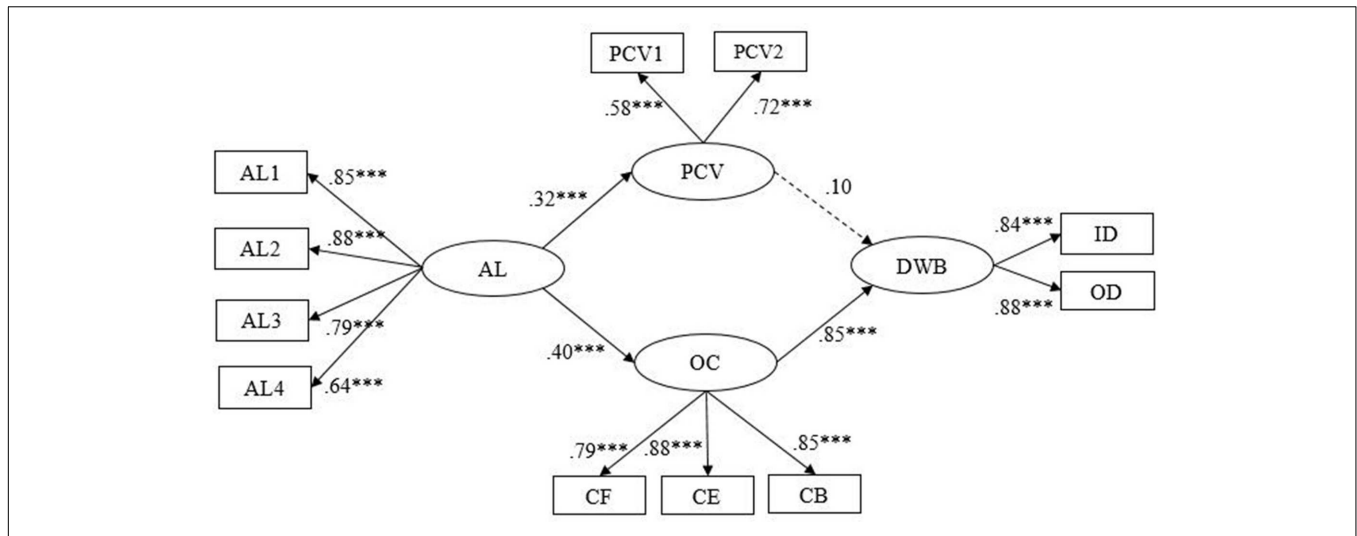 PCV1
PCV2
.58***
.72***
AL1
.85***
PCV
.10
.32***
AL2
.88***
AL
.84***
ID
DWB
AL3
.79***
OD
.88***
.40***
OC
.85***
AL4
.64***
.79***
.88***
.85***
CF
CE
CB